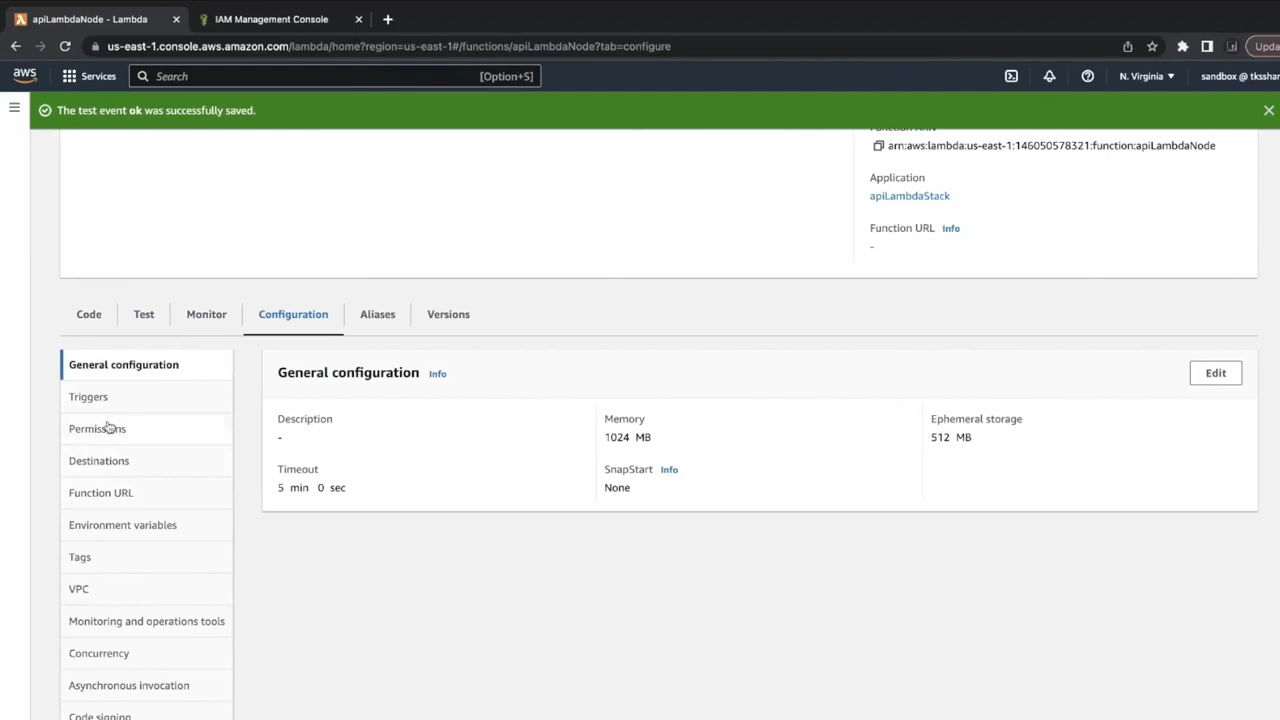 apiLambdaNode - Lambda
IAM Management Console
us-east-1.console.aws.amazon.com/lambda/home?region=us-east-1#/functions/apiLambdaNode?tab=configure
aws
Services
Search
[Option+S]
N. Virginia
sandbox @
The test event ok was successfully saved.
Function ARN
arn:aws:lambda:us-east-1:146050578321:function:apiLambdaNode
Application
apiLambdaStack
Function URL Info
-
Code
Test
Monitor
Configuration
Aliases
Versions
General configuration
Triggers
Permissions
Destinations
Function URL
Environment variables
Tags
VPC
Monitoring and operations tools
Concurrency
Asynchronous invocation
Code signing
General configuration Info
Edit
Description
-
Memory
1024 MB
Ephemeral storage
512 MB
Timeout
5 min 0 sec
SnapStart Info
None